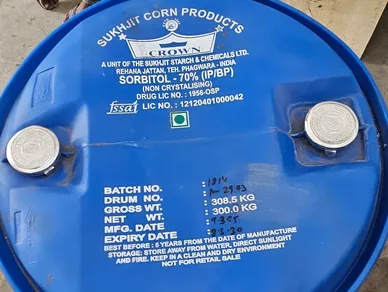 SUKHJIT CORN PRODUCTS
CROWN
A UNIT OF THE SUKHJIT STARCH & CHEMICALS LTD.
REHANA JATTAN, TEH. PHAGWARA - INDIA
SORBITOL - 70% (IP/BP)
(NON CRYSTALISING)
DRUG LIC NO. : 1956-OSP
fssai LIC NO. : 12120401000042
BATCH NO. : 1814
DRUM NO. : 2573
GROSS WT. : 308.5 KG
NET WT. : 300.0 KG
MFG. DATE :
EXPIRY DATE :
BEST BEFORE : 5 YEARS FROM THE DATE OF MANUFACTURE
STORAGE: STORE AWAY FROM WATER, DIRECT SUNLIGHT
AND FIRE. KEEP IN A CLEAN AND DRY ENVIRONMENT
NOT FOR RETAIL SALE